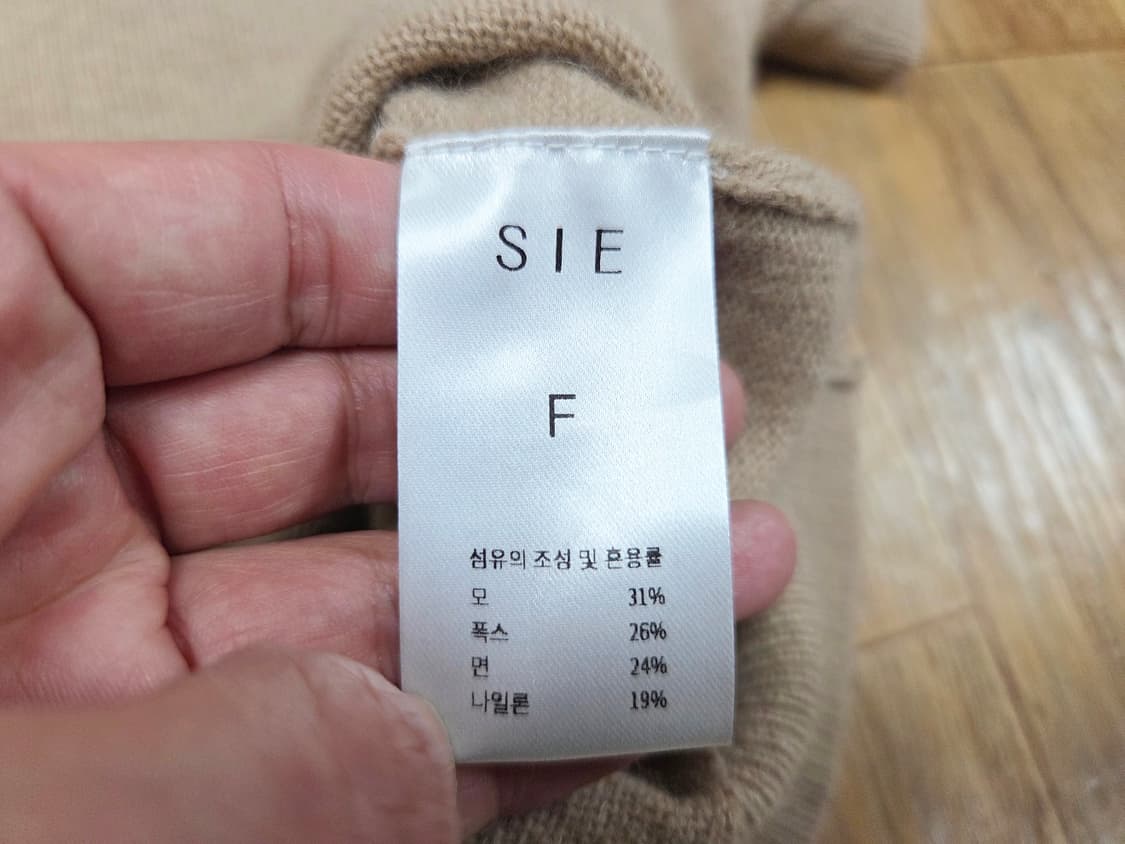 SIE
F
섬유의 조성 및 혼용률
모 31%
폭스 26%
면 24%
나일론 19%